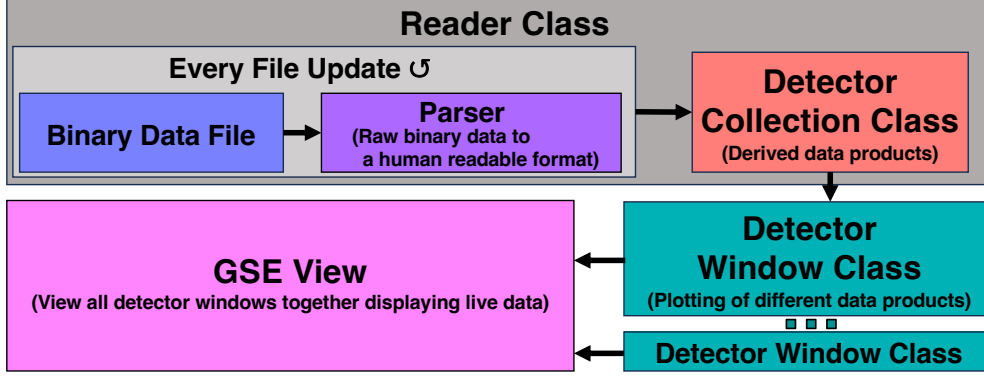 Reader Class
Every File Update ↺
Binary Data File
Parser
(Raw binary data to
a human readable format)
Detector
Collection Class
(Derived data products)
GSE View
(View all detector windows together displaying live data)
Detector
Window Class
(Plotting of different data products)
Detector Window Class